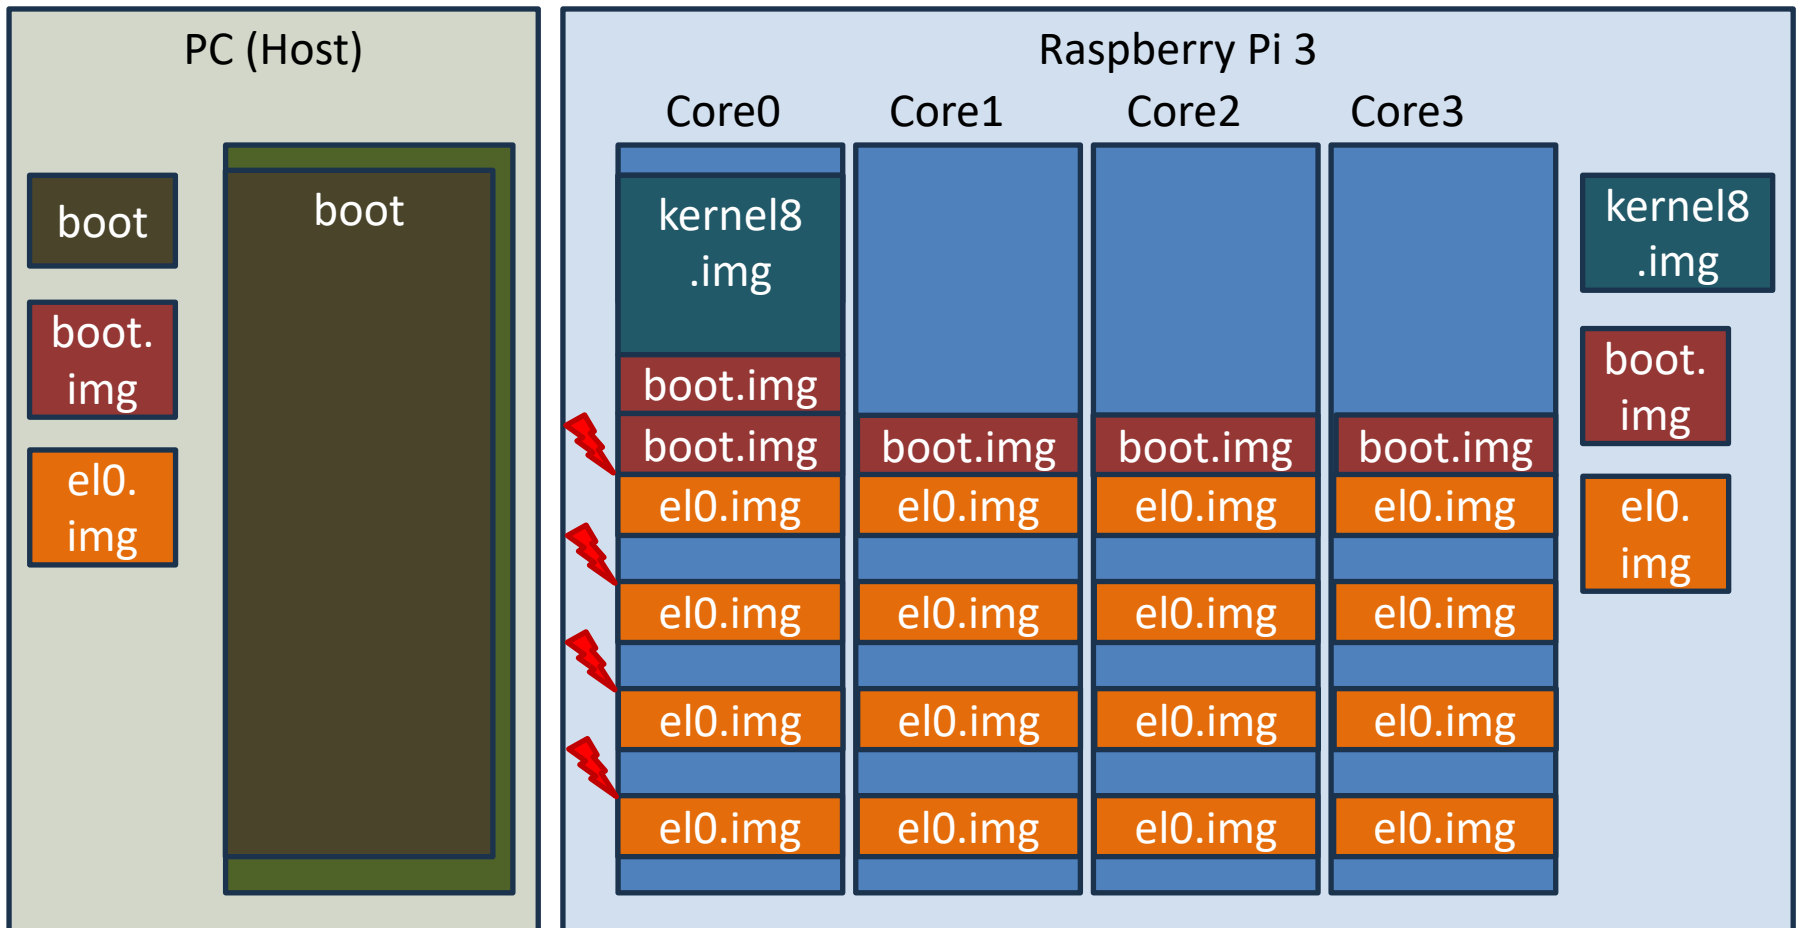 PC (Host)
boot
boot.
img
el0.
img
boot
Raspberry Pi 3
Core0 Core1 Core2 Core3
kernel8
.img
boot.img
boot.img boot.img boot.img boot.img
el0.img el0.img el0.img el0.img
el0.img el0.img el0.img el0.img
el0.img el0.img el0.img el0.img
el0.img el0.img el0.img el0.img
kernel8
.img
boot.
img
el0.
img